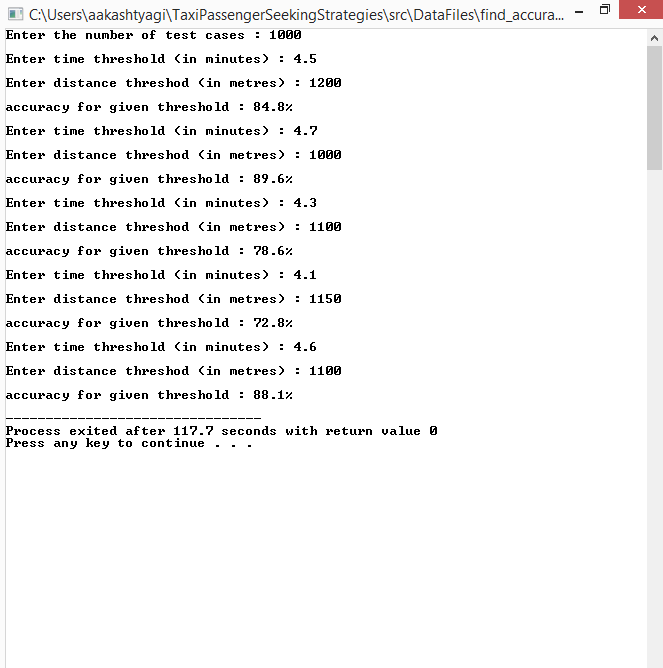 C:\Users\aakashtyagi\TaxiPassengerSeekingStrategies\src\DataFiles\find_accura...
Enter the number of test cases : 1000
Enter time threshold (in minutes) : 4.5
Enter distance threshod (in metres) : 1200
accuracy for given threshold : 84.8%
Enter time threshold (in minutes) : 4.7
Enter distance threshod (in metres) : 1000
accuracy for given threshold : 89.6%
Enter time threshold (in minutes) : 4.3
Enter distance threshod (in metres) : 1100
accuracy for given threshold : 78.6%
Enter time threshold (in minutes) : 4.1
Enter distance threshod (in metres) : 1150
accuracy for given threshold : 72.8%
Enter time threshold (in minutes) : 4.6
Enter distance threshod (in metres) : 1100
accuracy for given threshold : 88.1%
--------------------------------
Process exited after 117.7 seconds with return value 0
Press any key to continue . . .